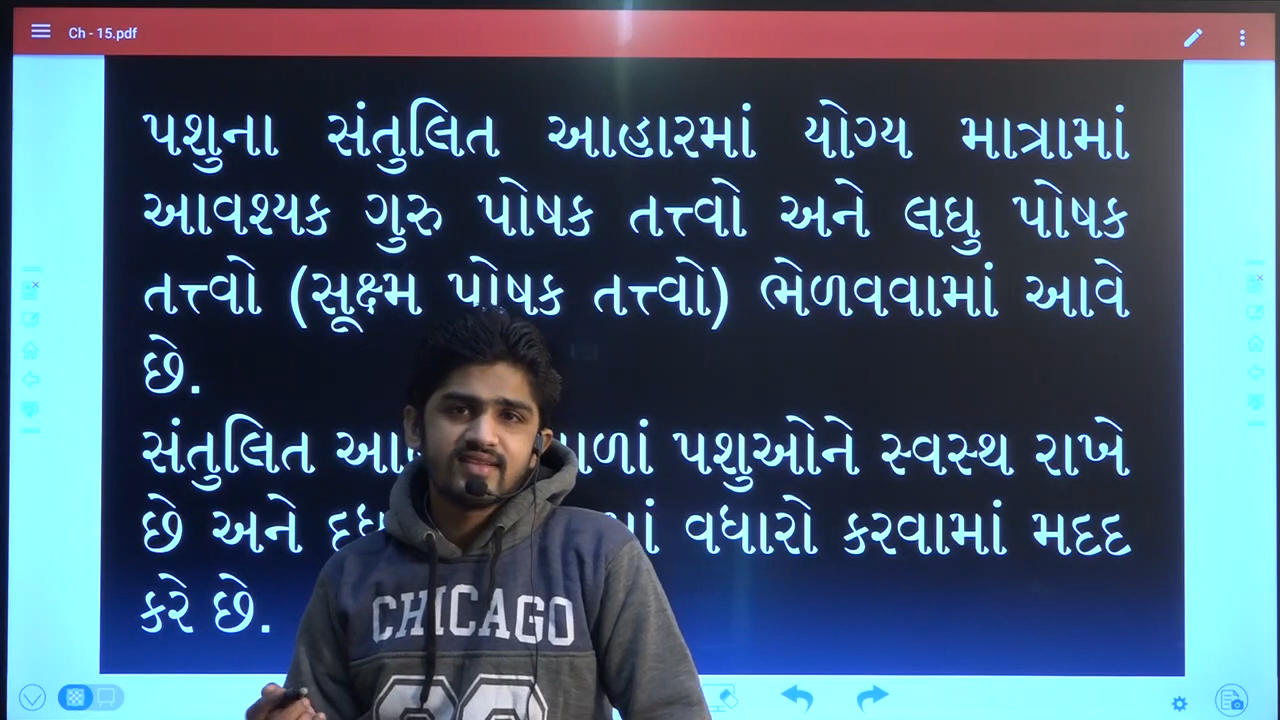 Ch - 15.pdf
પશુના સંતુલિત આહારમાં યોગ્ય માત્રામાં
આવશ્યક ગુરુ પોષક તત્ત્વો અને લઘુ પોષક
તત્ત્વો (સૂક્ષ્મ પોષક તત્ત્વો) ભેળવવામાં આવે
છે.
સંતુલિત પશુઓને સ્વસ્થ રાખે
છે અને વધારો કરવામાં મદદ
કરે છે.
CHICAGO